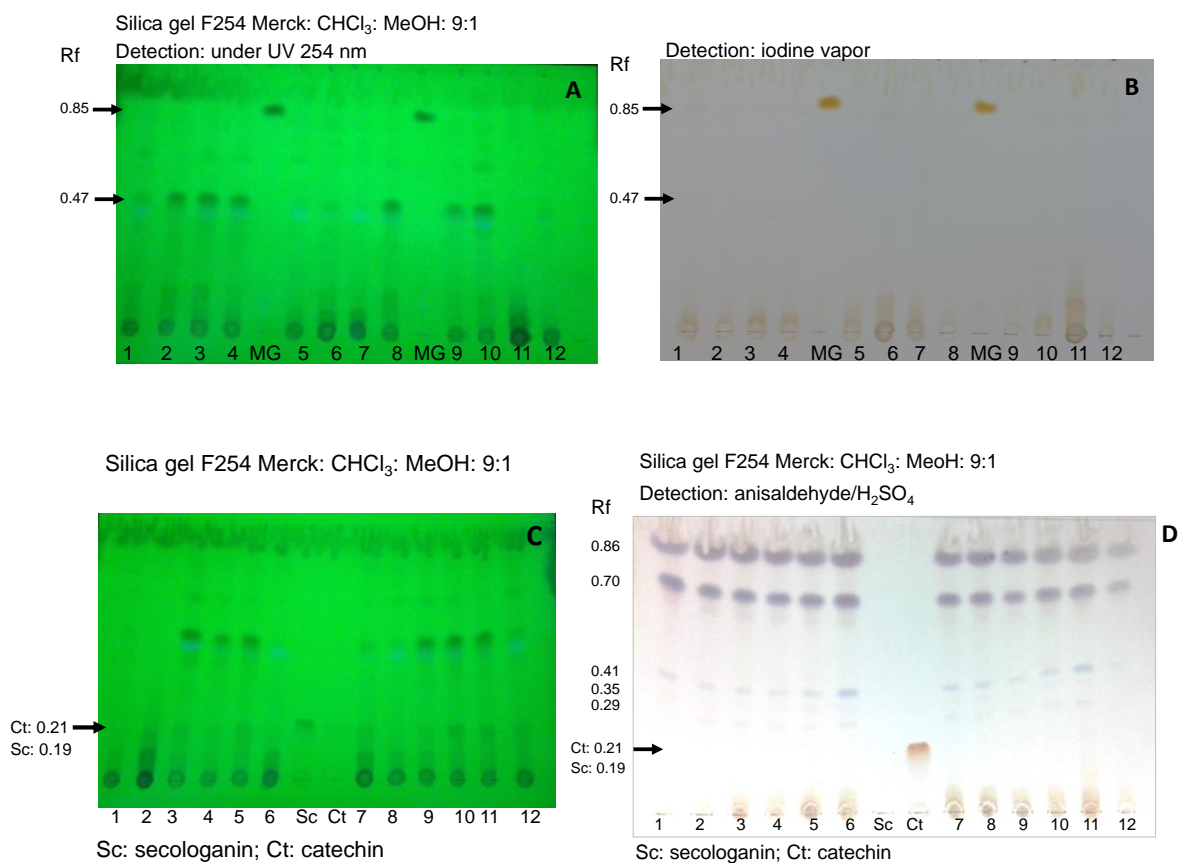 Silica gel F254 Merck: CHCl3: MeOH: 9:1
Rf Detection: under UV 254 nm
A
0.85
0.47
1 2 3 4 MG 5 6 7 8 MG 9 10 11 12
Detection: iodine vapor
Rf
B
0.85
0.47
1 2 3 4 MG 5 6 7 8 MG 9 10 11 12
Silica gel F254 Merck: CHCl3: MeOH: 9:1
C
Ct: 0.21
Sc: 0.19
1 2 3 4 5 6 Sc Ct 7 8 9 10 11 12
Sc: secologanin; Ct: catechin
Silica gel F254 Merck: CHCl3: MeoH: 9:1
Detection: anisaldehyde/H2SO4
Rf
D
0.86
0.70
0.41
0.35
0.29
Ct: 0.21
Sc: 0.19
1 2 3 4 5 6 Sc Ct 7 8 9 10 11 12
Sc: secologanin; Ct: catechin